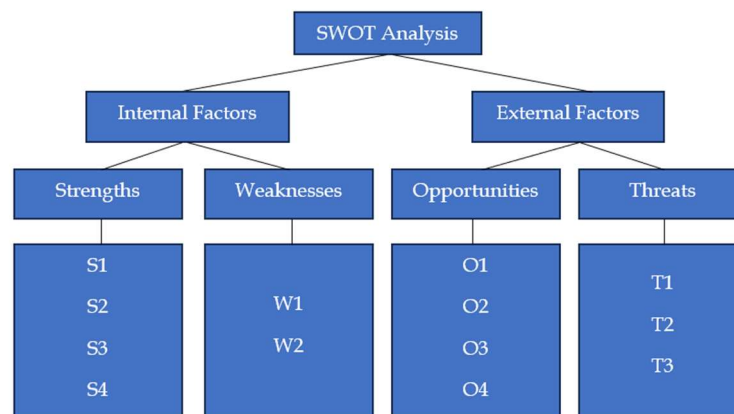 SWOT Analysis
Internal Factors
External Factors
Strengths
Weaknesses
Opportunities
Threats
S1
S2
S3
S4
W1
W2
O1
O2
O3
O4
T1
T2
T3